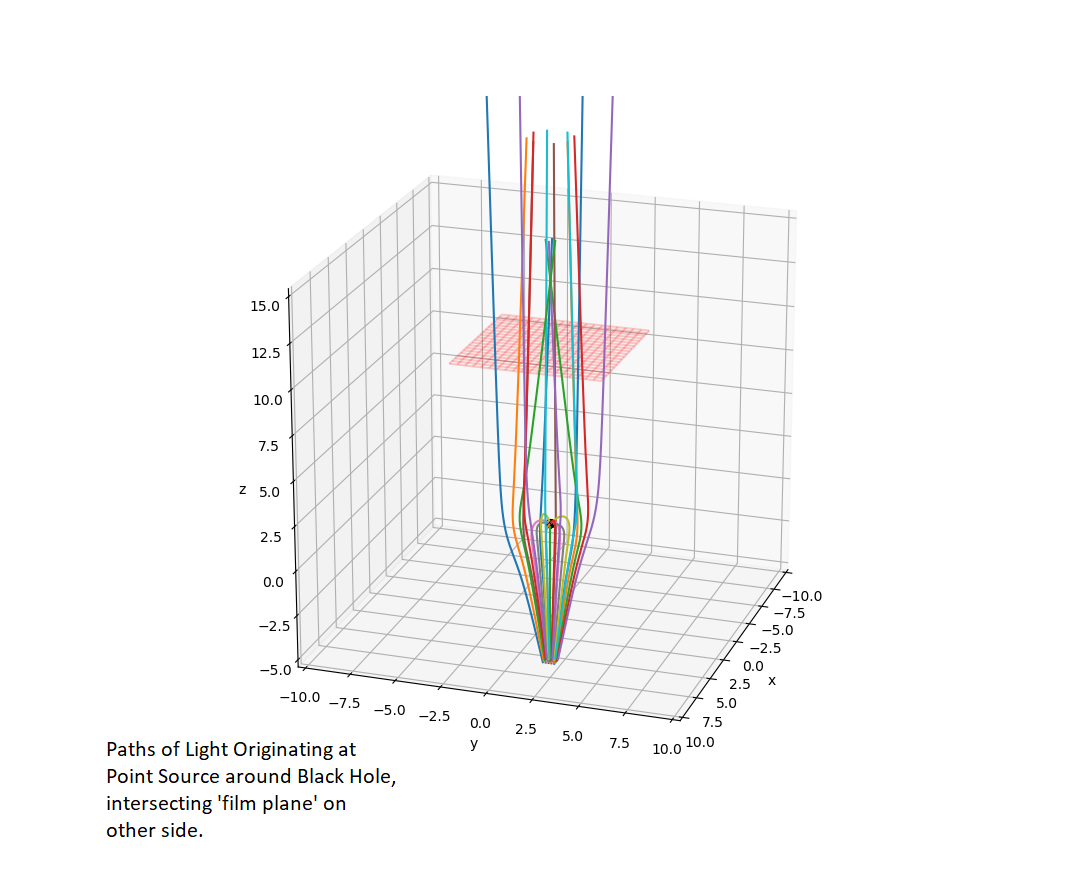 15.0
12.5
10.0
7.5
z 5.0
2.5
0.0
−2.5
−5.0
−10.0 −7.5 −5.0 −2.5 0.0 2.5 5.0 7.5 10.0
y
−10.0
−7.5
−5.0
−2.5
0.0
2.5 x
5.0
7.5
10.0
Paths of Light Originating at
Point Source around Black Hole,
intersecting 'film plane' on
other side.